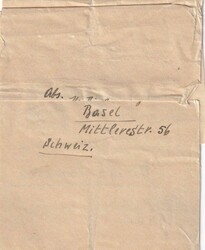 Abs.
Basel
Mittlerestr. 56
Schweiz.